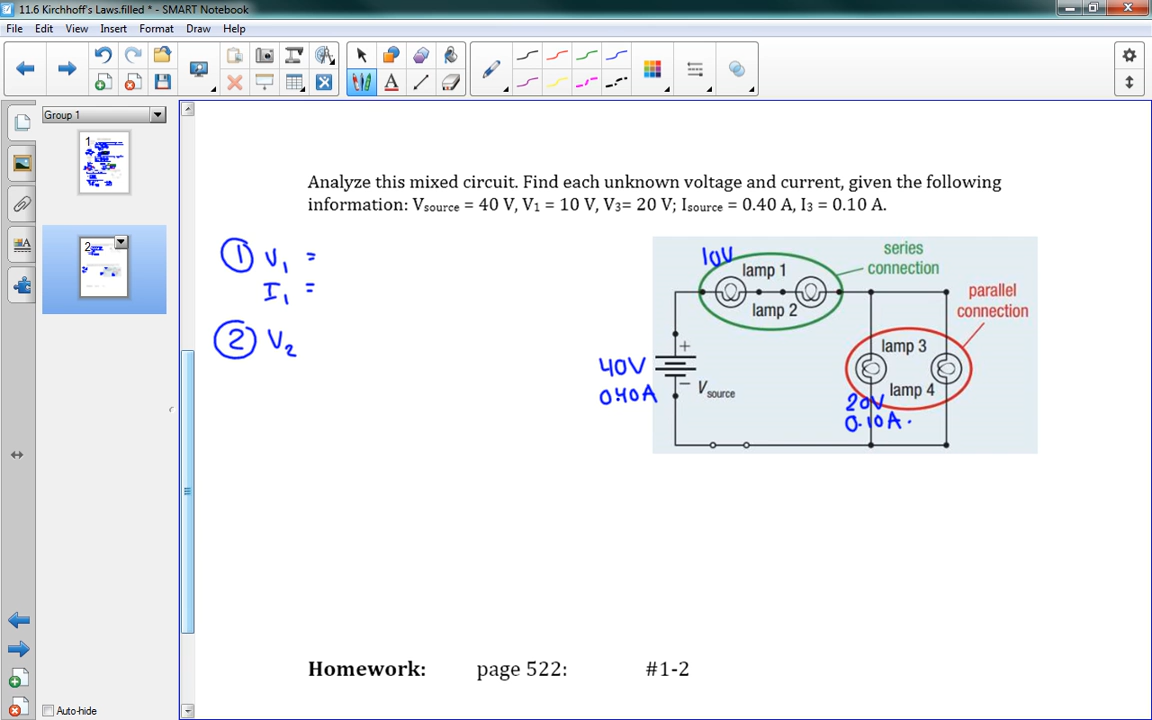 11.6 Kirchhoff's Laws.filled * - SMART Notebook
File Edit View Insert Format Draw Help
Group 1
1
2
Analyze this mixed circuit. Find each unknown voltage and current, given the following
information: Vsource = 40 V, V1 = 10 V, V3= 20 V; Isource = 0.40 A, I3 = 0.10 A.
① V1 =
I1 =
② V2
10V
lamp 1
lamp 2
series
connection
parallel
connection
lamp 3
lamp 4
40V
0.40A
+
−
Vsource
20V
0.10A.
Homework: page 522: #1-2
Auto-hide